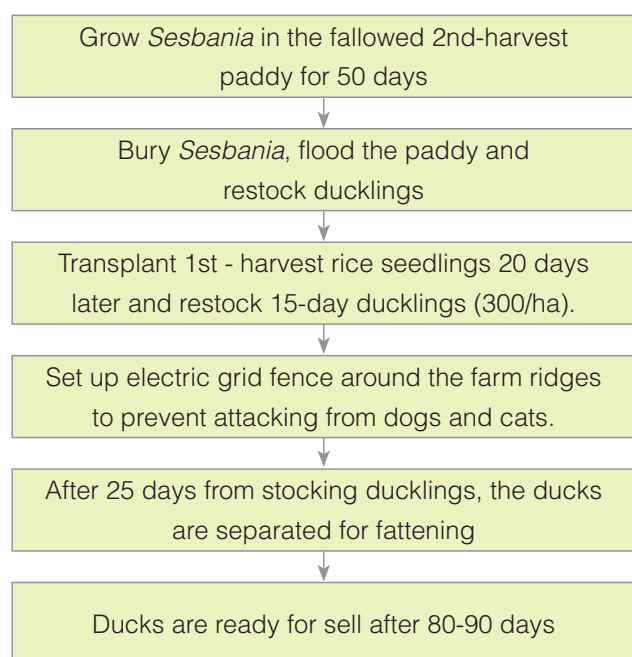 Grow Sesbania in the fallowed 2nd-harvest
paddy for 50 days
Bury Sesbania, flood the paddy and
restock ducklings
Transplant 1st - harvest rice seedlings 20 days
later and restock 15-day ducklings (300/ha).
Set up electric grid fence around the farm ridges
to prevent attacking from dogs and cats.
After 25 days from stocking ducklings, the ducks
are separated for fattening
Ducks are ready for sell after 80-90 days